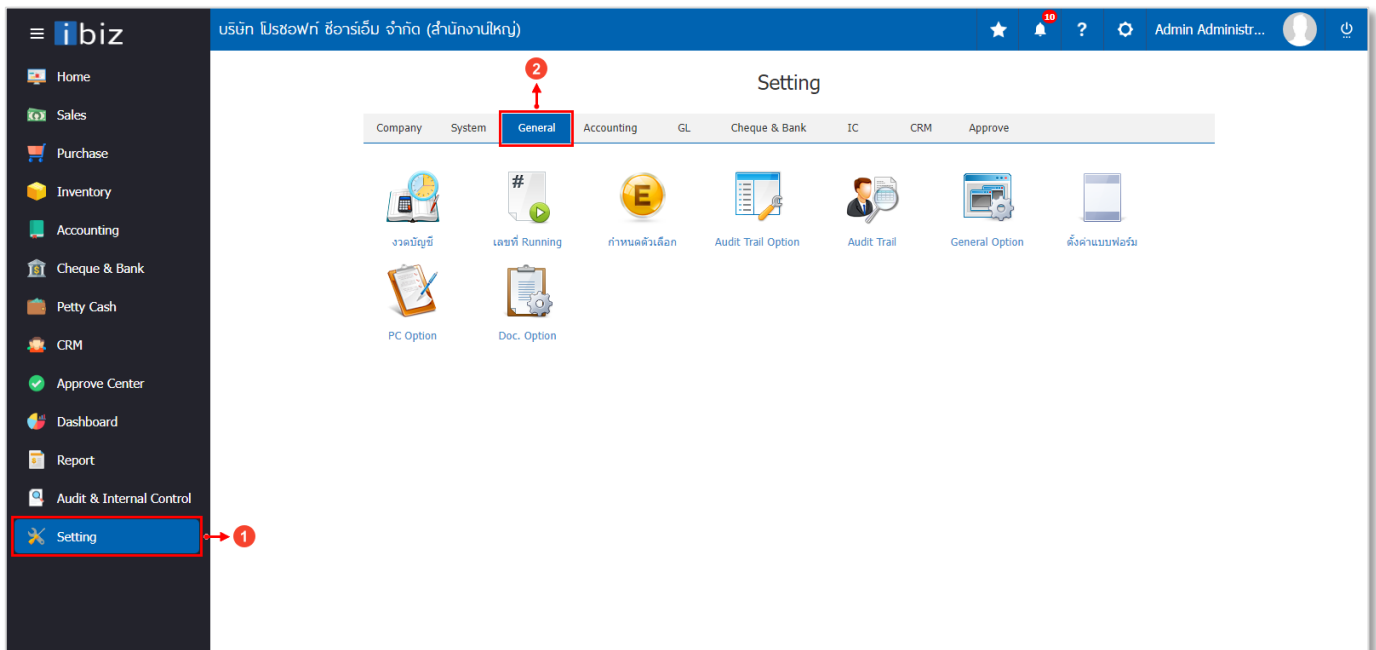 ibiz
บริษัท โปรซอฟท์ ซีอาร์เอ็ม จำกัด (สำนักงานใหญ่)
10
?
Admin Administr...
Home
Sales
Purchase
Inventory
Accounting
Cheque & Bank
Petty Cash
CRM
Approve Center
Dashboard
Report
Audit & Internal Control
Setting
1
2
Setting
Company System General Accounting GL Cheque & Bank IC CRM Approve
#
E
งวดบัญชี เลขที่ Running กำหนดตัวเลือก Audit Trail Option Audit Trail General Option ตั้งค่าแบบฟอร์ม
PC Option Doc. Option